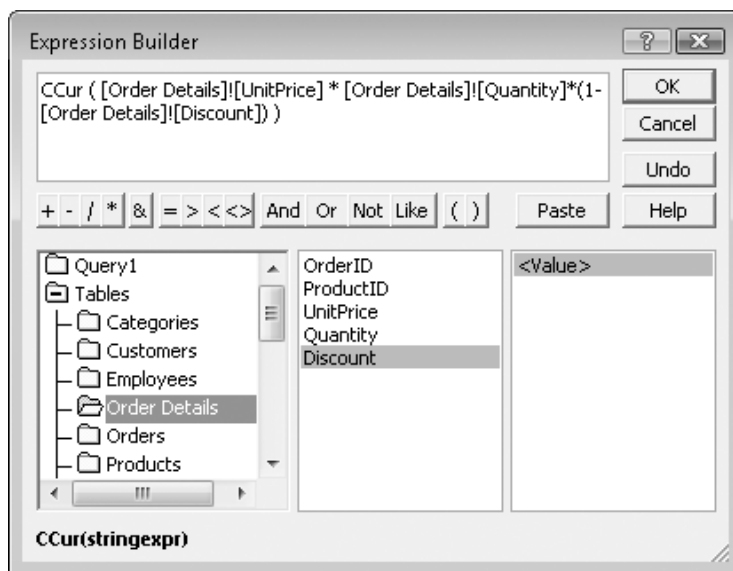 Expression Builder
CCur ( [Order Details]![UnitPrice] * [Order Details]![Quantity]*(1-
[Order Details]![Discount]) )
OK
Cancel
Undo
+ - / * & = > < <> And Or Not Like ( ) Paste Help
Query1
Tables
Categories
Customers
Employees
Order Details
Orders
Products
OrderID
ProductID
UnitPrice
Quantity
Discount
<Value>
CCur(stringexpr)